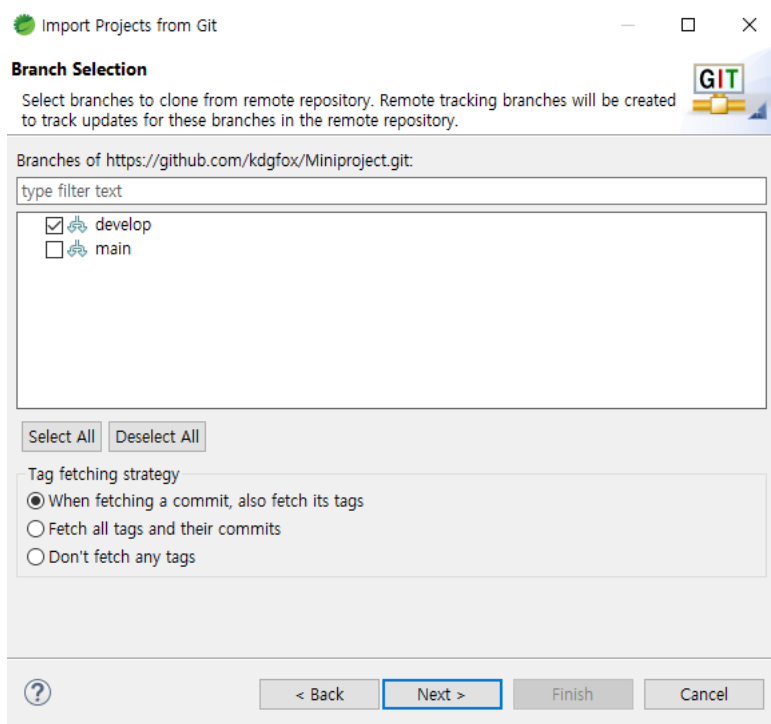 Import Projects from Git
Branch Selection
Select branches to clone from remote repository. Remote tracking branches will be created
to track updates for these branches in the remote repository.
GIT
Branches of https://github.com/kdgfox/Miniproject.git:
type filter text
develop
main
Select All Deselect All
Tag fetching strategy
When fetching a commit, also fetch its tags
Fetch all tags and their commits
Don't fetch any tags
? < Back Next > Finish Cancel